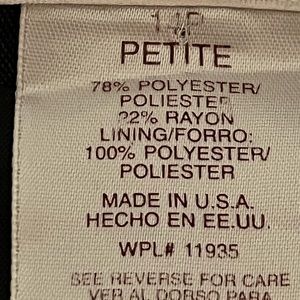 PETITE
78% POLYESTER/
POLIESTER
22% RAYON
LINING/FORRO:
100% POLYESTER/
POLIESTER
MADE IN U.S.A.
HECHO EN EE.UU.
WPL# 11935
SEE REVERSE FOR CARE
VER AL DORSO PARA